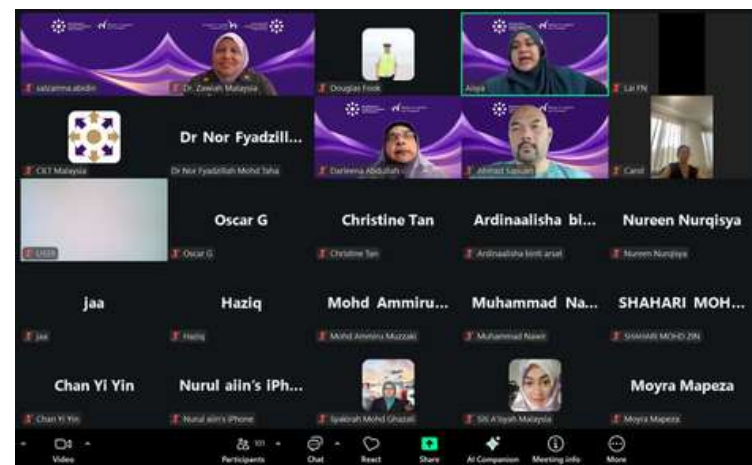 salzanna.abidin
Dr. Zawiah Malaysia
Douglas Fook
Aisya
Lai FN
CILT Malaysia
Dr Nor Fyadzill...
Dr Nor Fyadzillah Mohd Taha
Darleena Abdullah
Ahmad Sapuan
Carol
USER
Oscar G
Oscar G
Christine Tan
Christine Tan
Ardinaalisha bi...
Ardinaalisha binti arsat
Nureen Nurqisya
Nureen Nurqisya
jaa
jaa
Haziq
Haziq
Mohd Ammiru...
Mohd Ammiru Muzzaki
Muhammad Na...
Muhammad Nawir
SHAHARI MOH...
SHAHARI MOHD ZIN
Chan Yi Yin
Chan Yi Yin
Nurul aiin's iPh...
Nurul aiin's iPhone
Syakirah Mohd Ghazali
Siti A'isyah Malaysia
Moyra Mapeza
Moyra Mapeza
Video
101
Participants
Chat
React
Share
AI Companion
Meeting info
More